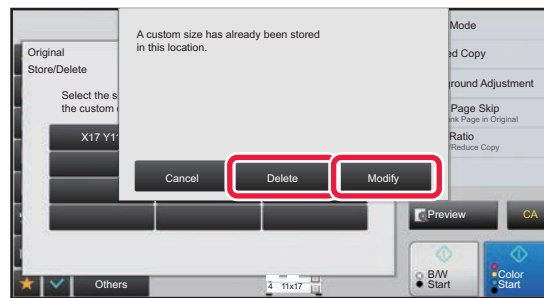 A custom size has already been stored
in this location.
Original
Store/Delete
Select the s
the custom
X17 Y1
Cancel
Delete
Modify
Mode
ed Copy
round Adjustment
Page Skip
nk Page in Original
Ratio
/Reduce Copy
Preview
CA
B/W
Start
Color
Start
Others
4 11x17